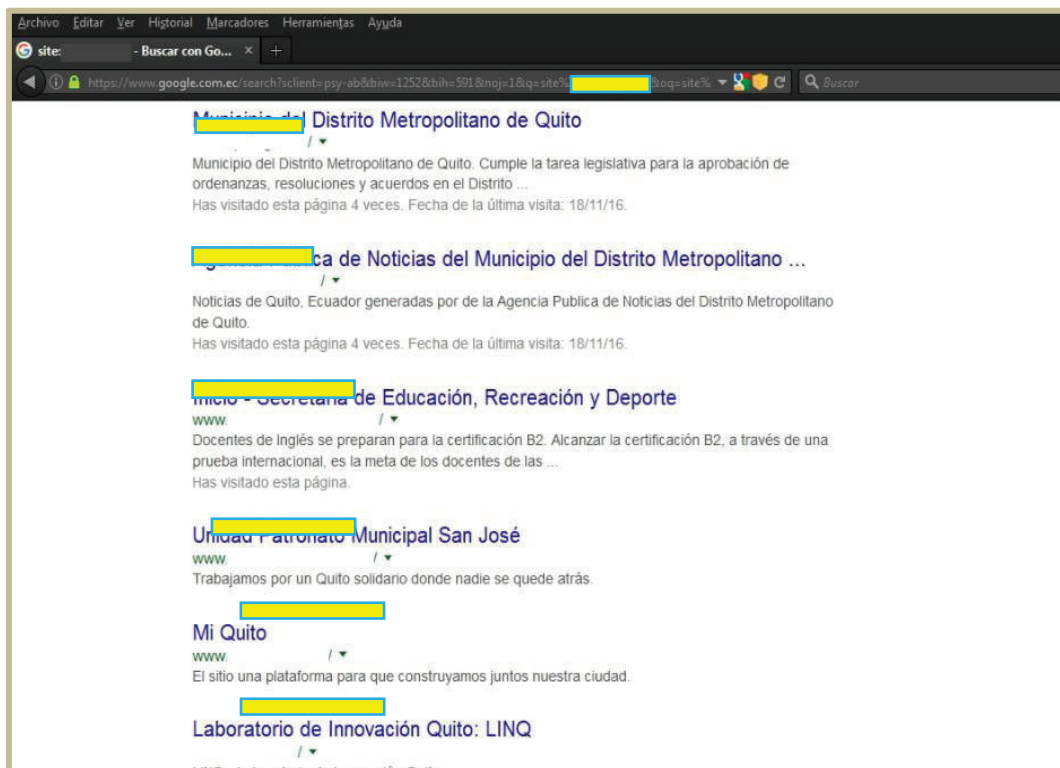 Archivo Editar Ver Historial Marcadores Herramientas Ayuda
site: - Buscar con Go... × +
https://www.google.com.ec/search?sclient=psy-ab&biw=1252&bih=591&noj=1&q=site% &oq=site% Buscar
Municipio del Distrito Metropolitano de Quito
/
Municipio del Distrito Metropolitano de Quito. Cumple la tarea legislativa para la aprobación de
ordenanzas, resoluciones y acuerdos en el Distrito ...
Has visitado esta página 4 veces. Fecha de la última visita: 18/11/16.
ca de Noticias del Municipio del Distrito Metropolitano ...
/
Noticias de Quito, Ecuador generadas por de la Agencia Publica de Noticias del Distrito Metropolitano
de Quito.
Has visitado esta página 4 veces. Fecha de la última visita: 18/11/16.
Inicio - Secretaría de Educación, Recreación y Deporte
www. /
Docentes de Inglés se preparan para la certificación B2. Alcanzar la certificación B2, a través de una
prueba internacional, es la meta de los docentes de las ...
Has visitado esta página.
Unidad Patronato Municipal San José
www. /
Trabajamos por un Quito solidario donde nadie se quede atrás.
Mi Quito
www. /
El sitio una plataforma para que construyamos juntos nuestra ciudad.
Laboratorio de Innovación Quito: LINQ
/